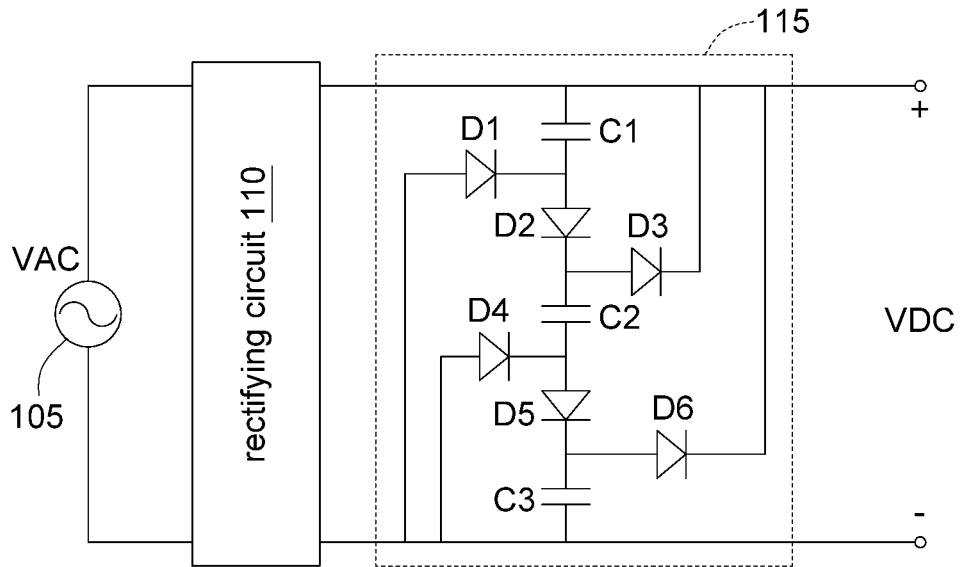 115
+
C1
D1
D2
D3
rectifying circuit 110
VAC
C2
D4
VDC
105
D5
D6
C3
-